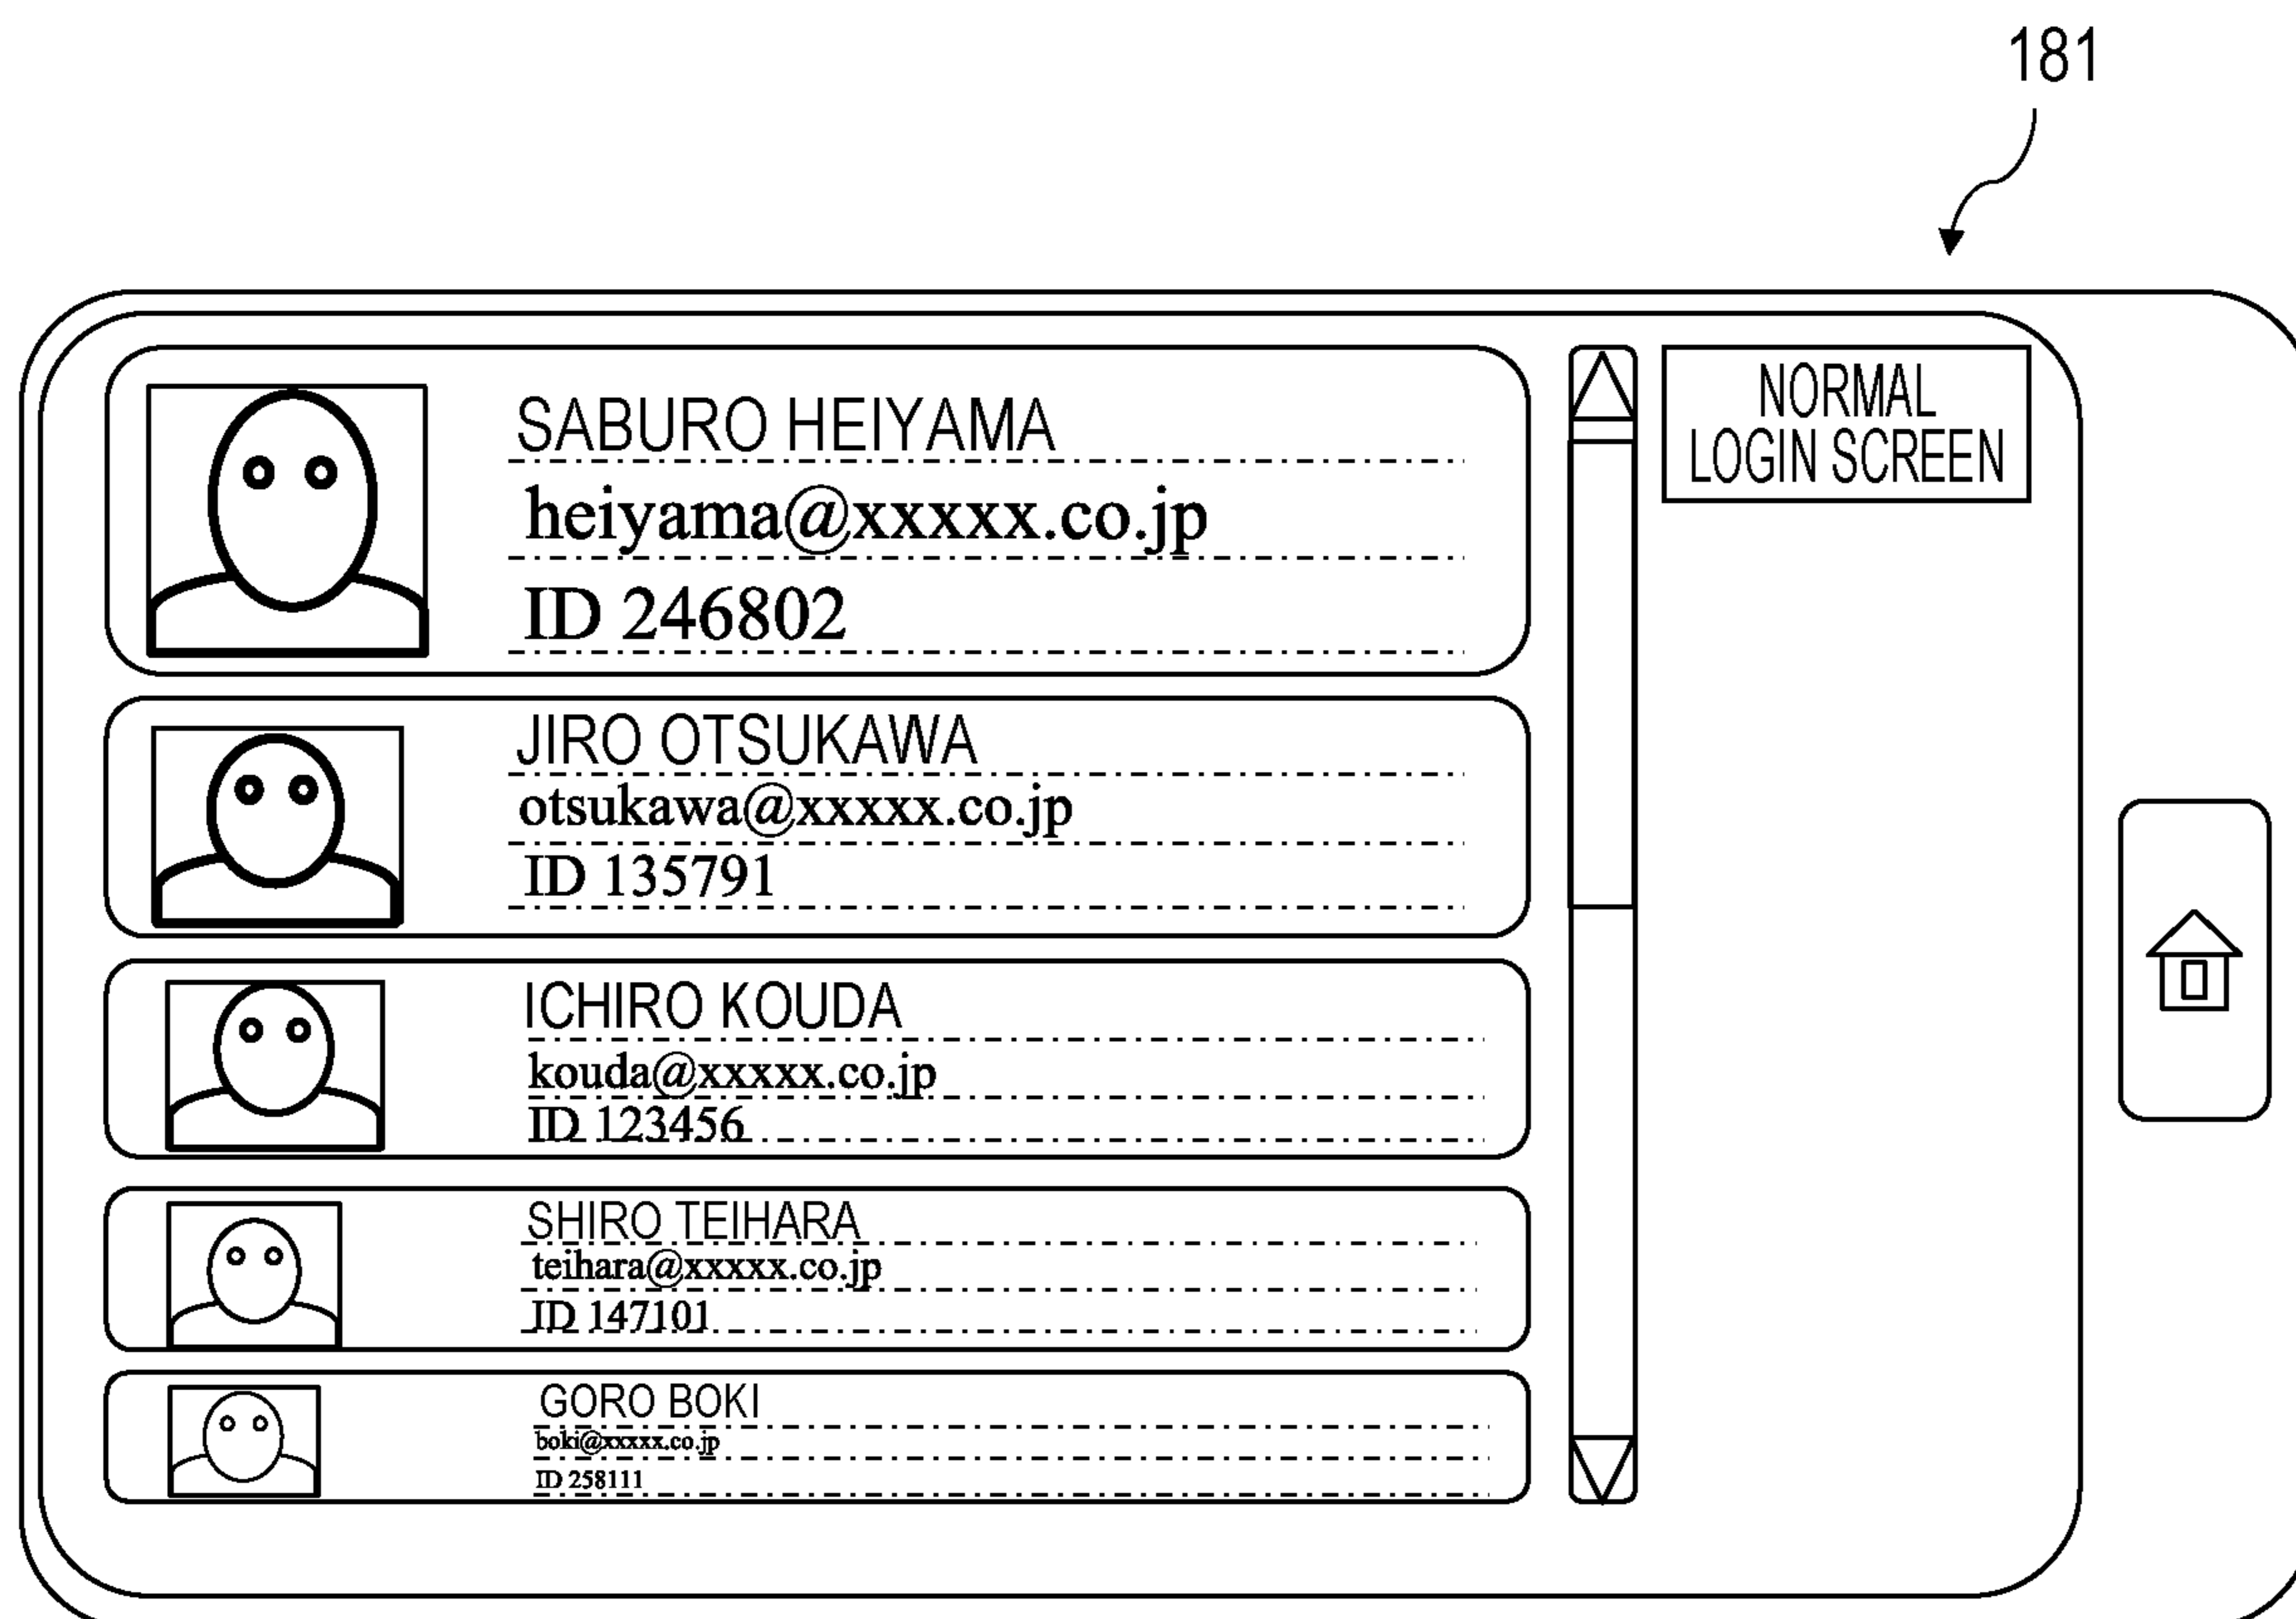 181
SABURO HEIYAMA
heiyama@xxxxx.co.jp
ID 246802
NORMAL
LOGIN SCREEN
JIRO OTSUKAWA
otsukawa@xxxxx.co.jp
ID 135791
ICHIRO KOUDA
kouda@xxxxx.co.jp
ID 123456
SHIRO TEIHARA
teihara@xxxxx.co.jp
ID 147101
GORO BOKI
boki@xxxxx.co.jp
ID 258111